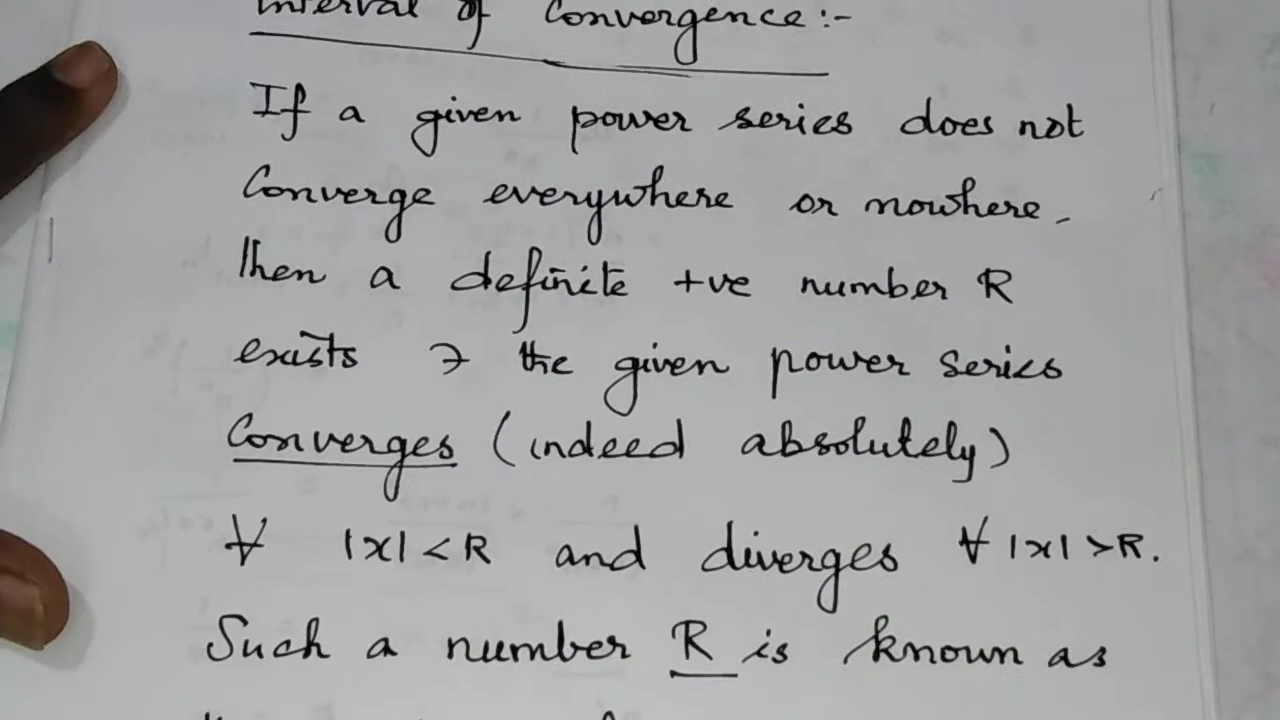 Interval of Convergence :-
If a given power series does not
Converge everywhere or nowhere -
Then a definite +ve number R
exists ∋ the given power series
Converges (indeed absolutely)
∀ |x| < R and diverges ∀ |x| > R.
Such a number R is known as